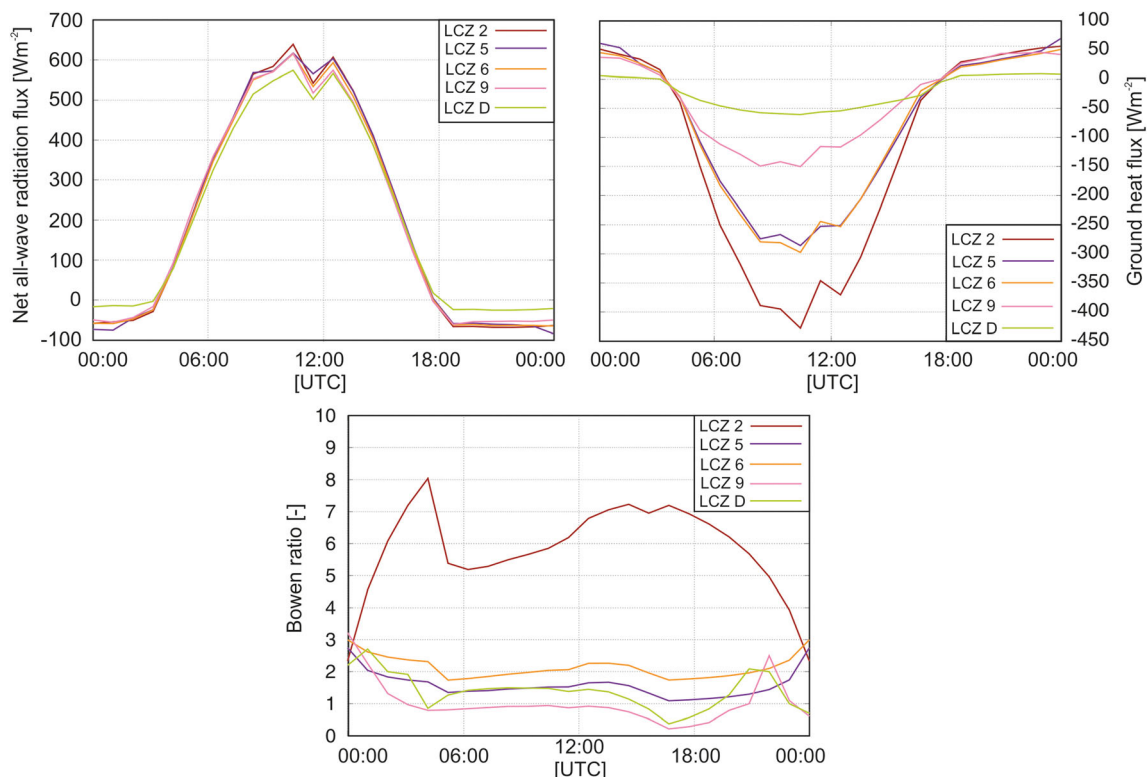 Net all-wave radtiation flux [Wm-2]
700
600
500
400
300
200
100
0
-100
00:00
06:00
12:00
18:00
00:00
[UTC]
LCZ 2
LCZ 5
LCZ 6
LCZ 9
LCZ D
Ground heat flux [Wm-2]
100
50
0
-50
-100
-150
-200
-250
-300
-350
-400
-450
00:00
06:00
12:00
18:00
00:00
[UTC]
LCZ 2
LCZ 5
LCZ 6
LCZ 9
LCZ D
Bowen ratio [-]
10
9
8
7
6
5
4
3
2
1
0
00:00
06:00
12:00
18:00
00:00
[UTC]
LCZ 2
LCZ 5
LCZ 6
LCZ 9
LCZ D